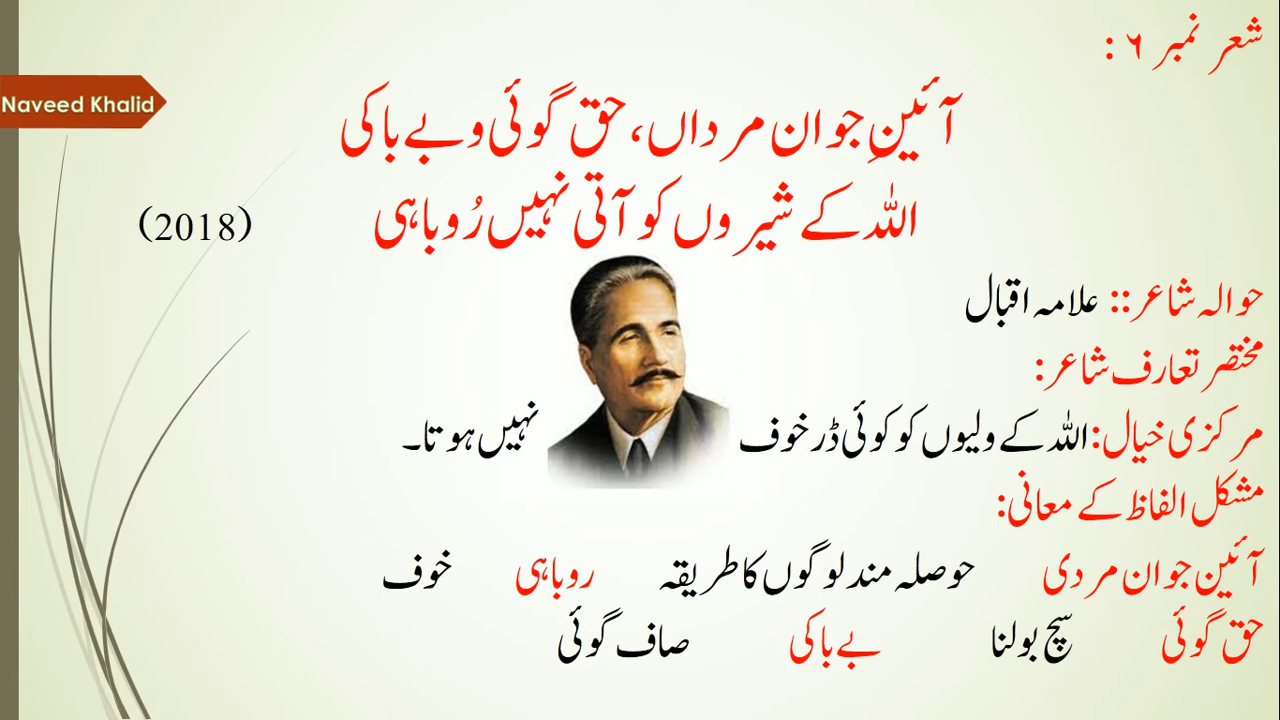 شعر نمبر ۶ :
Naveed Khalid
آئینِ جوان مرداں، حق گوئی و بے باکی
اللہ کے شیروں کو آتی نہیں رُوباہی
(2018)
حوالہ شاعر :: علامہ اقبال
مختصر تعارف شاعر :
مرکزی خیال: اللہ کے ولیوں کو کوئی ڈر خوف نہیں ہوتا۔
مشکل الفاظ کے معانی:
آئین جوان مردی حوصلہ مند لوگوں کا طریقہ روباہی خوف
حق گوئی سچ بولنا بے باکی صاف گوئی